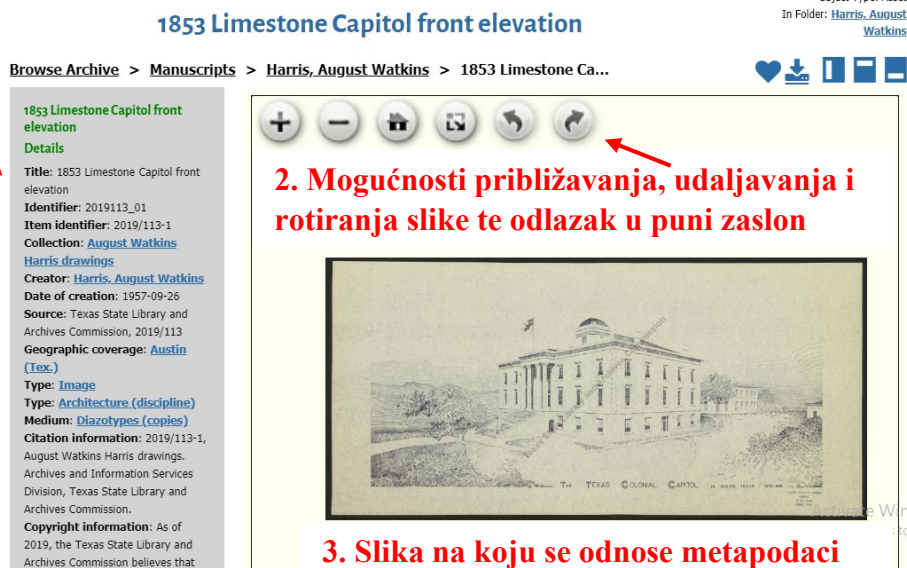 1853 Limestone Capitol front elevation
In Folder: Harris, August
Watkins
Browse Archive > Manuscripts > Harris, August Watkins > 1853 Limestone Ca...
1853 Limestone Capitol front
elevation
Details
Title: 1853 Limestone Capitol front
elevation
Identifier: 2019113_01
Item identifier: 2019/113-1
Collection: August Watkins
Harris drawings
Creator: Harris, August Watkins
Date of creation: 1957-09-26
Source: Texas State Library and
Archives Commission, 2019/113
Geographic coverage: Austin
(Tex.)
Type: Image
Type: Architecture (discipline)
Medium: Diazotypes (copies)
Citation information: 2019/113-1,
August Watkins Harris drawings.
Archives and Information Services
Division, Texas State Library and
Archives Commission.
Copyright information: As of
2019, the Texas State Library and
Archives Commission believes that
2. Mogućnosti približavanja, udaljavanja i
rotiranja slike te odlazak u puni zaslon
THE TEXAS COLONIAL CAPITOL IN AUSTIN, TEXAS
Activate Win
3. Slika na koju se odnose metapodaci